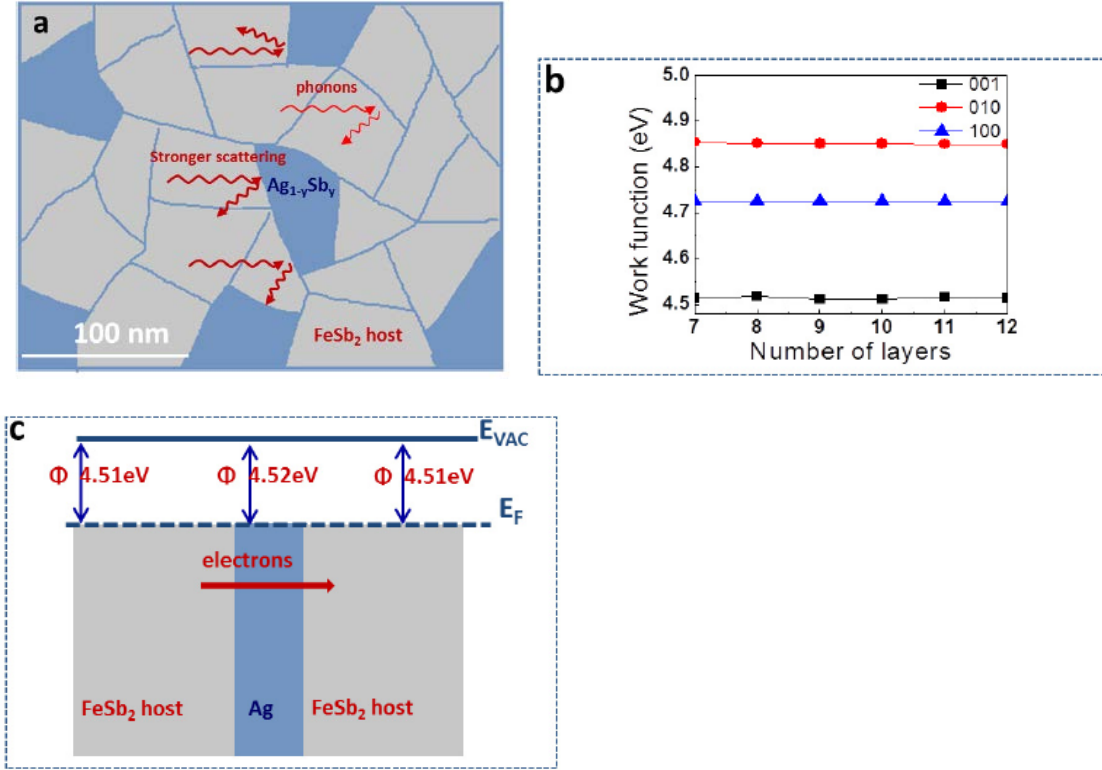 a
phonons
Stronger scattering
Ag₁₋ySby
100 nm
FeSb₂ host
b
001
010
100
5.0
4.9
4.8
4.7
4.6
4.5
Work function (eV)
7 8 9 10 11 12
Number of layers
c
E_VAC
Φ 4.51eV Φ 4.52eV Φ 4.51eV
E_F
electrons
FeSb₂ host Ag FeSb₂ host